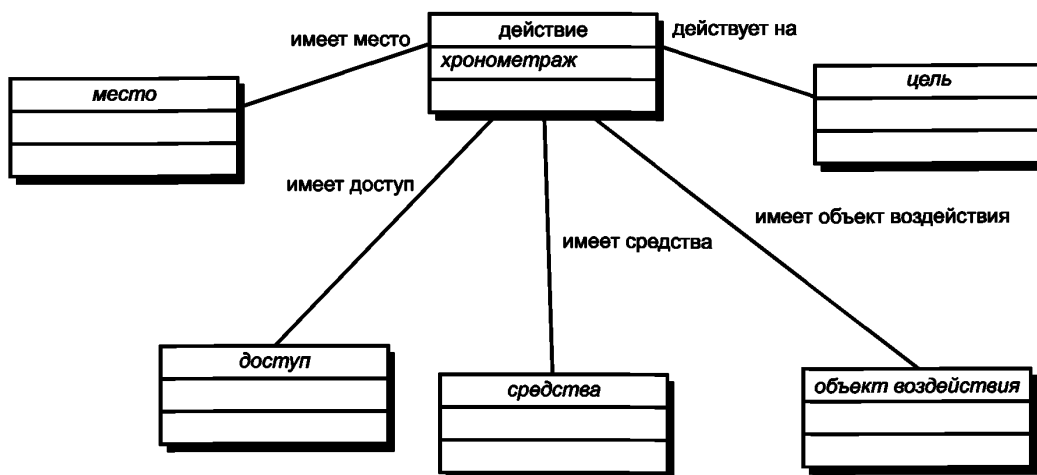 имеет место
действие
действует на
хронометраж
место
цель
имеет доступ
имеет объект воздействия
имеет средства
доступ
средства
объект воздействия